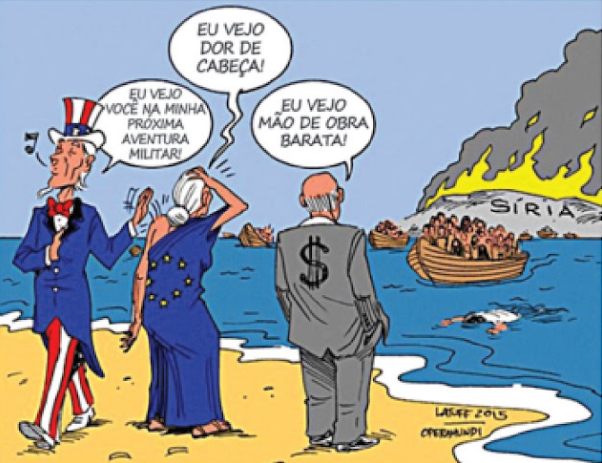 EU VEJO
DOR DE
CABEÇA!
EU VEJO
VOCÊ NA MINHA
PRÓXIMA
AVENTURA
MILITAR!
EU VEJO
MÃO DE OBRA
BARATA!
SÍRIA
$
LATUFF 2015
OPERAMUNDI